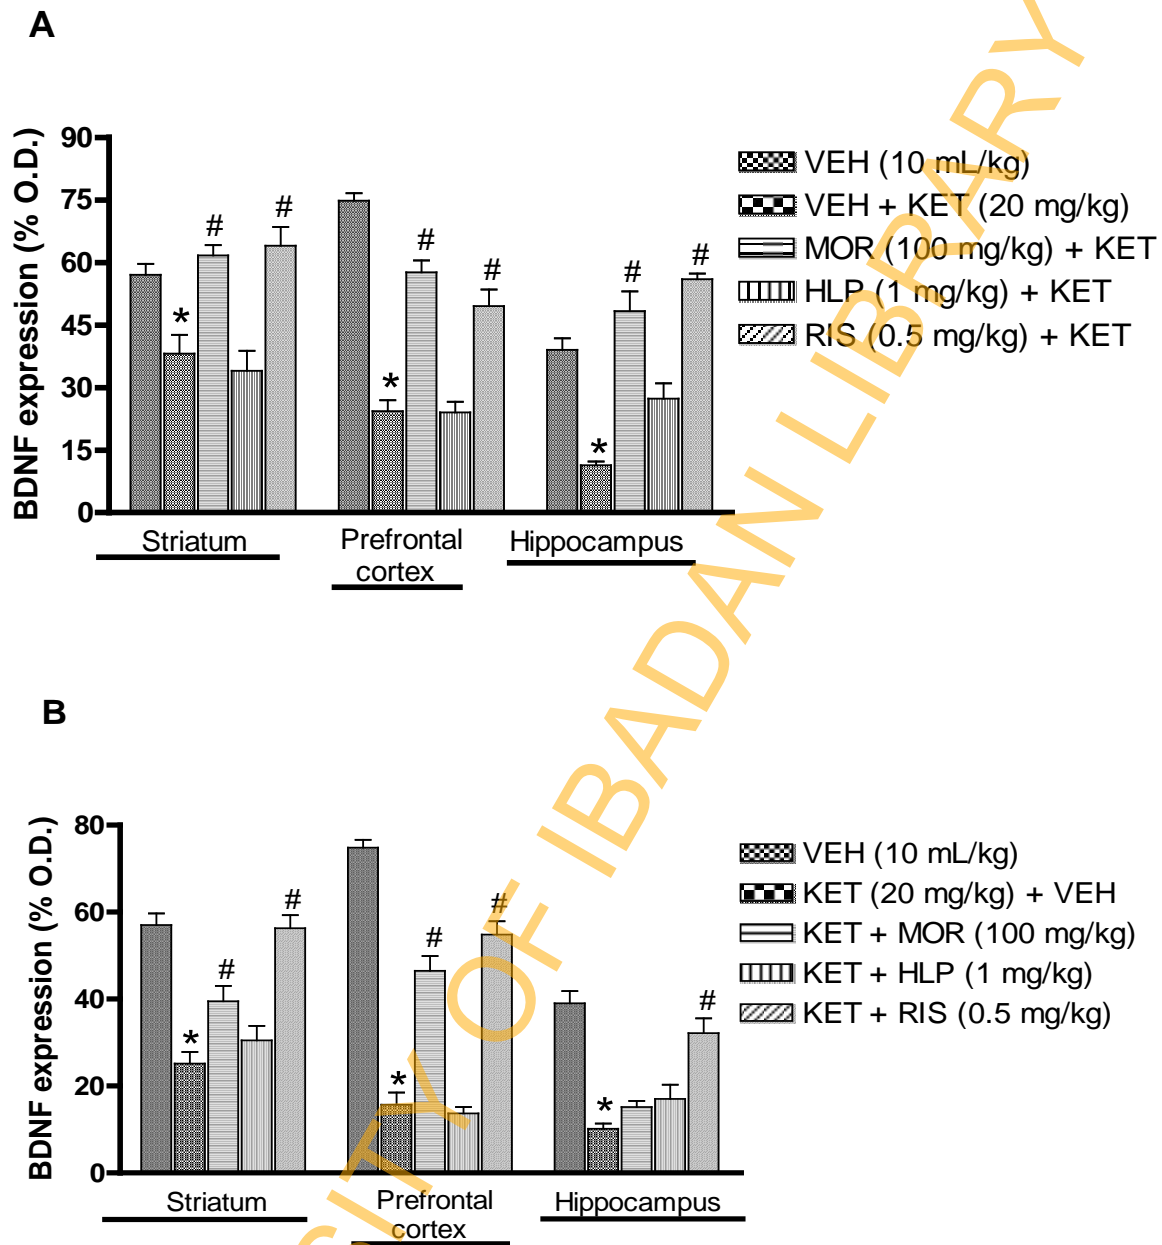 A
BDNF expression (% O.D.)
90
75
60
45
30
15
0
#
#
*
#
#
*
#
#
*
Striatum
Prefrontal
cortex
Hippocampus
VEH (10 mL/kg)
VEH + KET (20 mg/kg)
MOR (100 mg/kg) + KET
HLP (1 mg/kg) + KET
RIS (0.5 mg/kg) + KET
B
BDNF expression (% O.D.)
80
60
40
20
0
#
#
*
#
#
*
#
*
Striatum
Prefrontal
cortex
Hippocampus
VEH (10 mL/kg)
KET (20 mg/kg) + VEH
KET + MOR (100 mg/kg)
KET + HLP (1 mg/kg)
KET + RIS (0.5 mg/kg)
SITY OF IBADAN LIBRARY